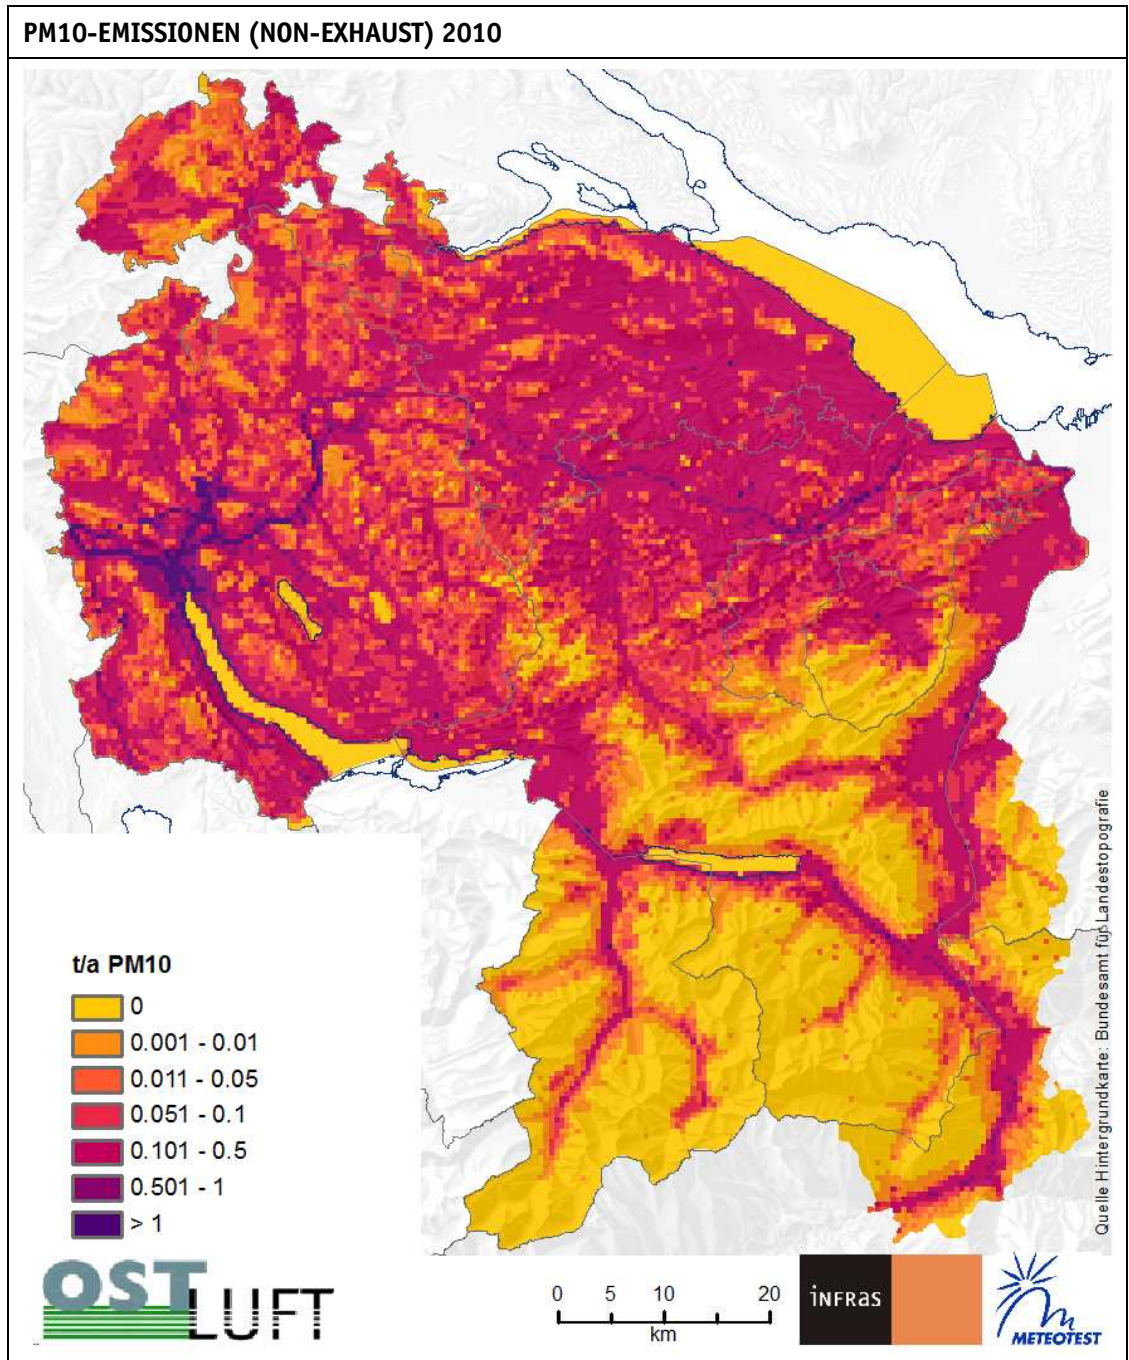 PM10-EMISSIONEN (NON-EXHAUST) 2010
Quelle Hintergrundkarte: Bundesamt für Landestopografie
t/a PM10
0
0.001 - 0.01
0.011 - 0.05
0.051 - 0.1
0.101 - 0.5
0.501 - 1
> 1
OST
LUFT
0 5 10 20
km
infras
METEOTEST